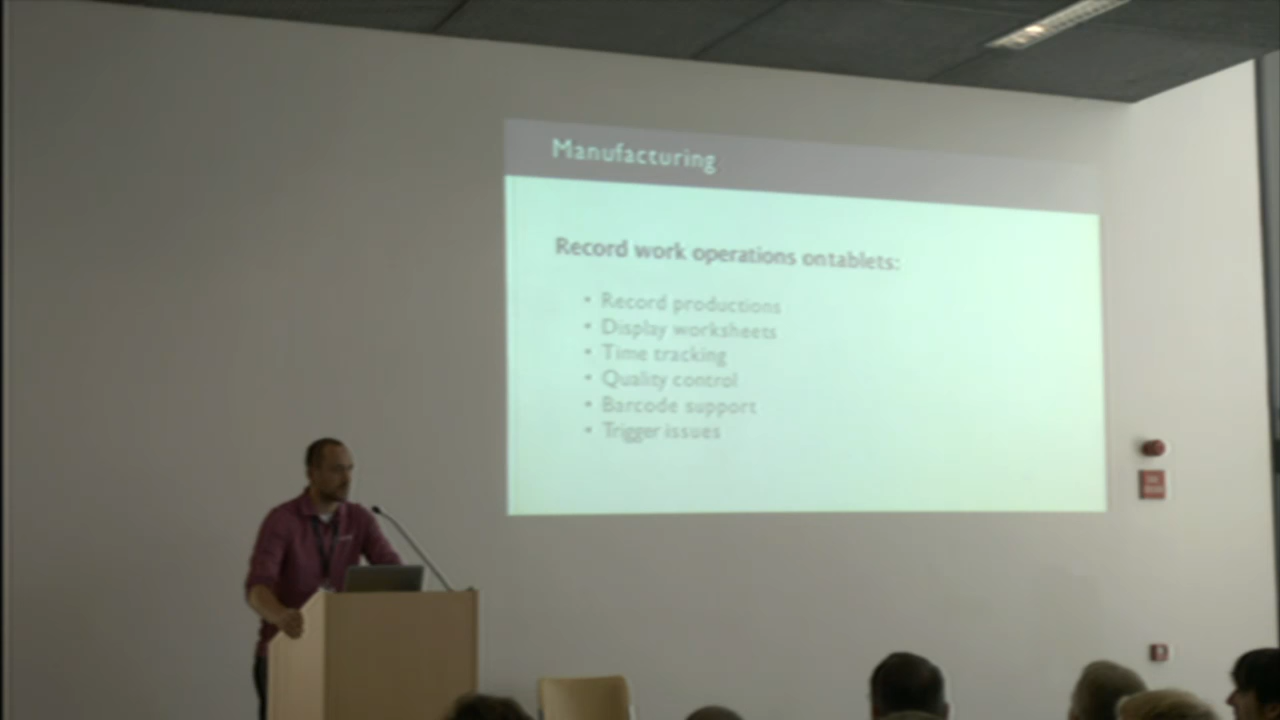 Manufacturing
Record work operations ontablets:
• Record productions
• Display worksheets
• Time tracking
• Quality control
• Barcode support
• Trigger issues